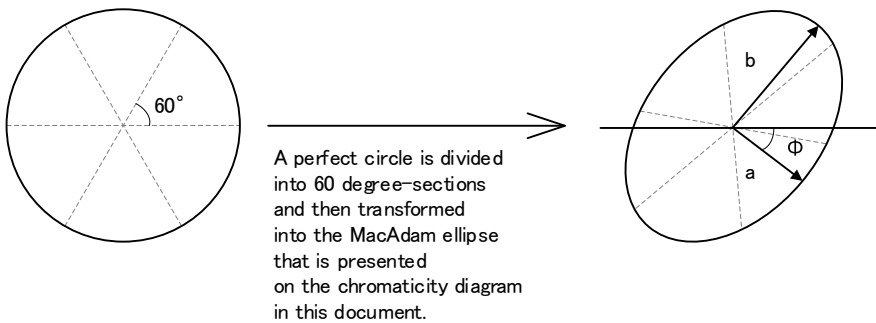 60°
A perfect circle is divided
into 60 degree-sections
and then transformed
into the MacAdam ellipse
that is presented
on the chromaticity diagram
in this document.
b
Φ
a